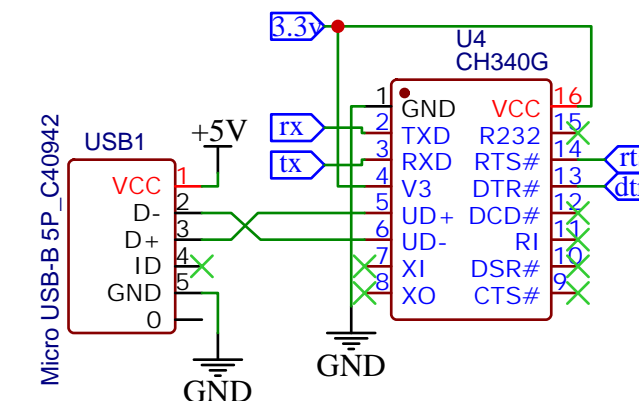 3.3v
U4
CH340G
1
GND
VCC
16
rx
2
TXD
R232
15
tx
3
RXD
RTS#
14
4
V3
DTR#
13
5
UD+
DCD#
12
6
UD-
RI
11
7
XI
DSR#
10
8
XO
CTS#
9
GND
USB1
+5V
Micro USB-B 5P_C40942
VCC
1
D-
2
D+
3
ID
4
GND
5
0
GND